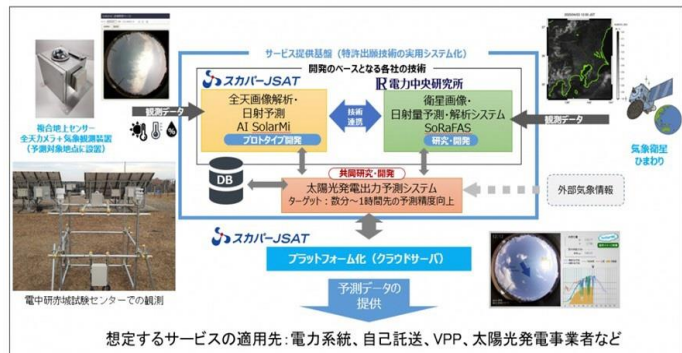 サービス提供基盤（特許出願技術の実用システム化）
開発のベースとなる各社の技術
スカパーJSAT
電力中央研究所
観測データ
全天画像解析・
日射予測
AI SolarMi
プロトタイプ開発
技術
連携
衛星画像・
日射量予測・解析システム
SoRaFAS
研究・開発
観測データ
複合地上センサー
全天カメラ＋気象観測装置
（予測対象地点に設置）
気象衛星
ひまわり
DB
共同研究・開発
太陽光発電出力予測システム
ターゲット：数分～1時間先の予測精度向上
外部気象情報
スカパーJSAT
プラットフォーム化（クラウドサーバ）
電中研赤城試験センターでの観測
予測データの
提供
想定するサービスの適用先：電力系統、自己託送、VPP、太陽光発電事業者など